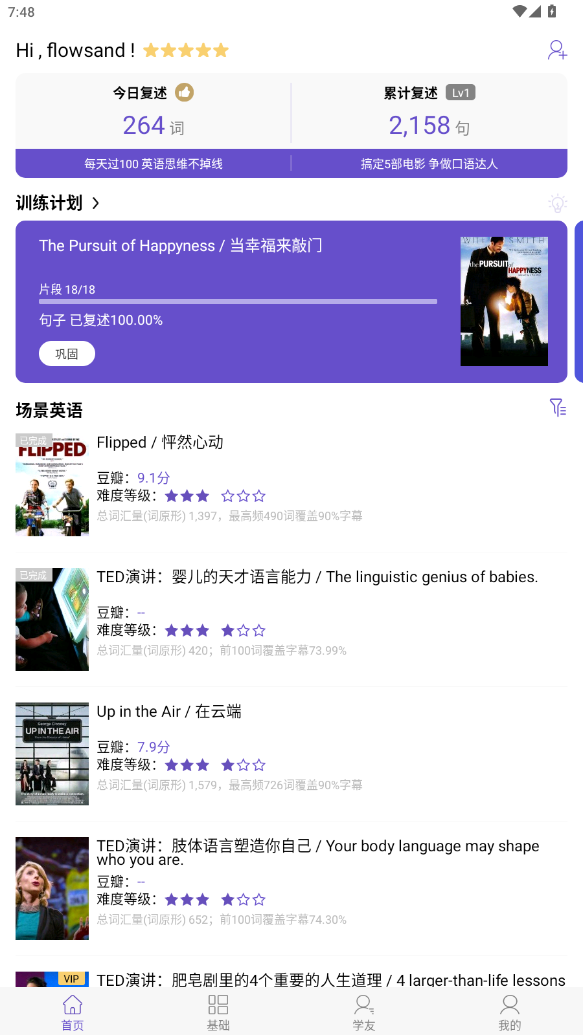 7:48
Hi , flowsand !
今日复述
264 词
累计复述 Lv1
2,158 句
每天过100 英语思维不掉线
搞定5部电影 争做口语达人
训练计划
The Pursuit of Happyness / 当幸福来敲门
片段 18/18
句子 已复述100.00%
巩固
WILL SMITH
the PURSUIT of HAPPYNESS
场景英语
已完成
FLIPPED
Flipped / 怦然心动
豆瓣：9.1分
难度等级：
总词汇量(词原形) 1,397，最高频490词覆盖90%字幕
已完成
TED演讲：婴儿的天才语言能力 / The linguistic genius of babies.
豆瓣：--
难度等级：
总词汇量(词原形) 420；前100词覆盖字幕73.99%
George Clooney
UP IN THE AIR
Up in the Air / 在云端
豆瓣：7.9分
难度等级：
总词汇量(词原形) 1,579，最高频726词覆盖90%字幕
TED演讲：肢体语言塑造你自己 / Your body language may shape
who you are.
豆瓣：--
难度等级：
总词汇量(词原形) 652；前100词覆盖字幕74.30%
VIP
TED演讲：肥皂剧里的4个重要的人生道理 / 4 larger-than-life lessons
首页
基础
学友
我的